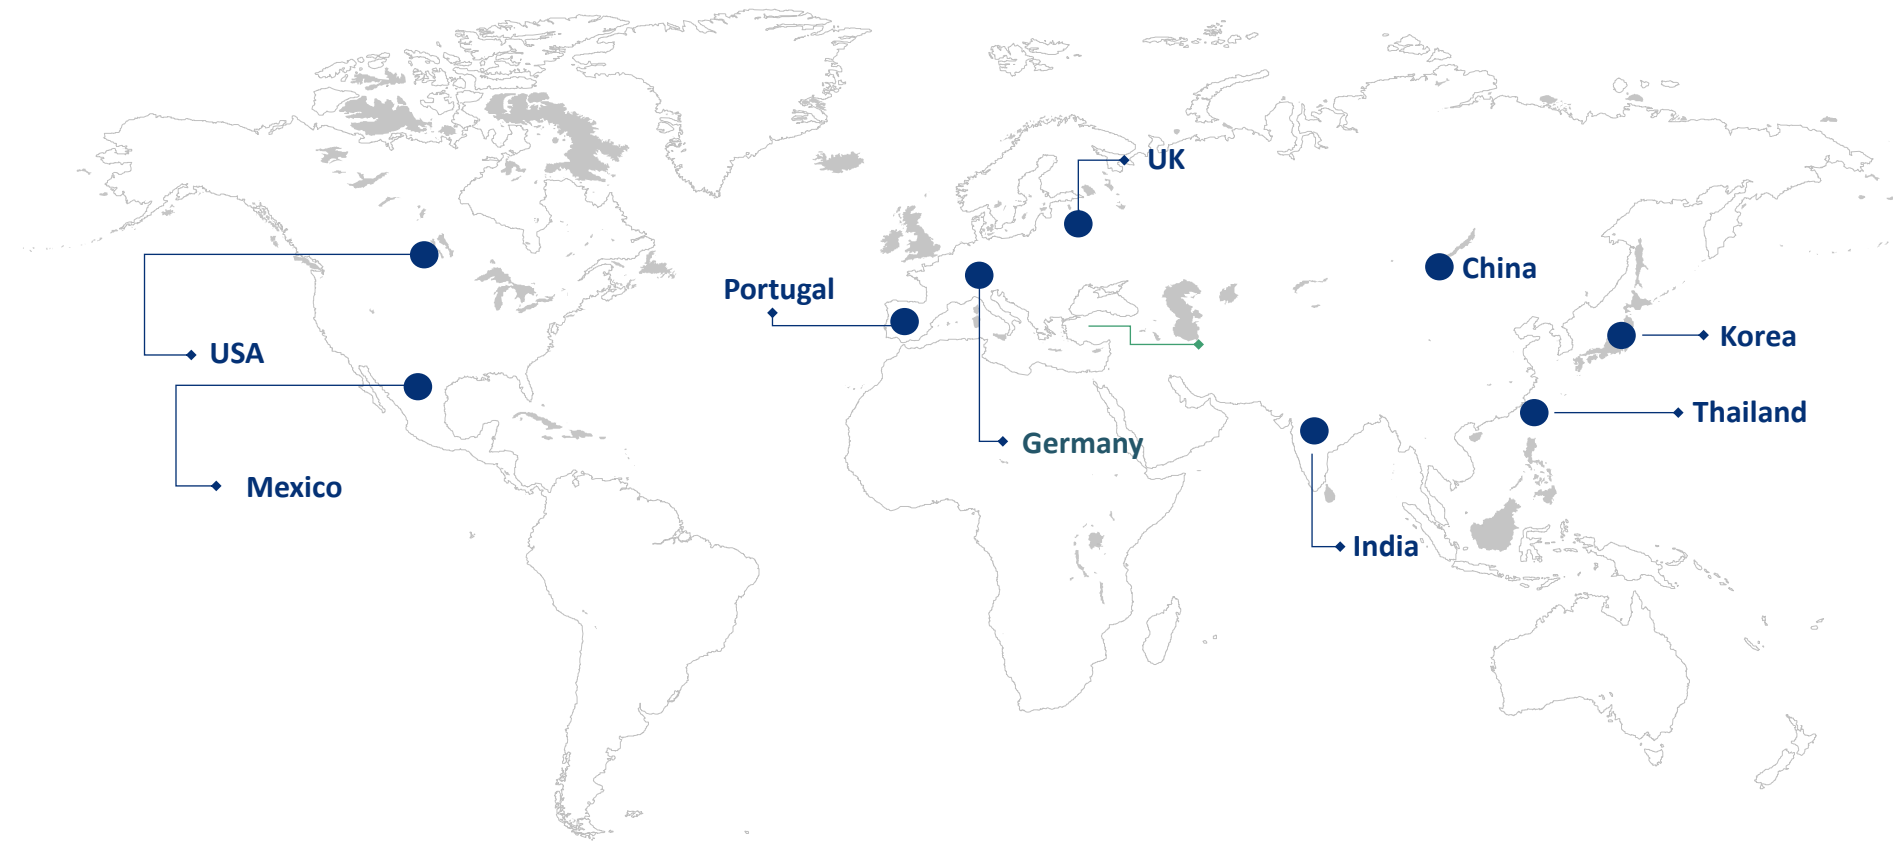 UK
China
Portugal
Korea
USA
Thailand
Germany
Mexico
India